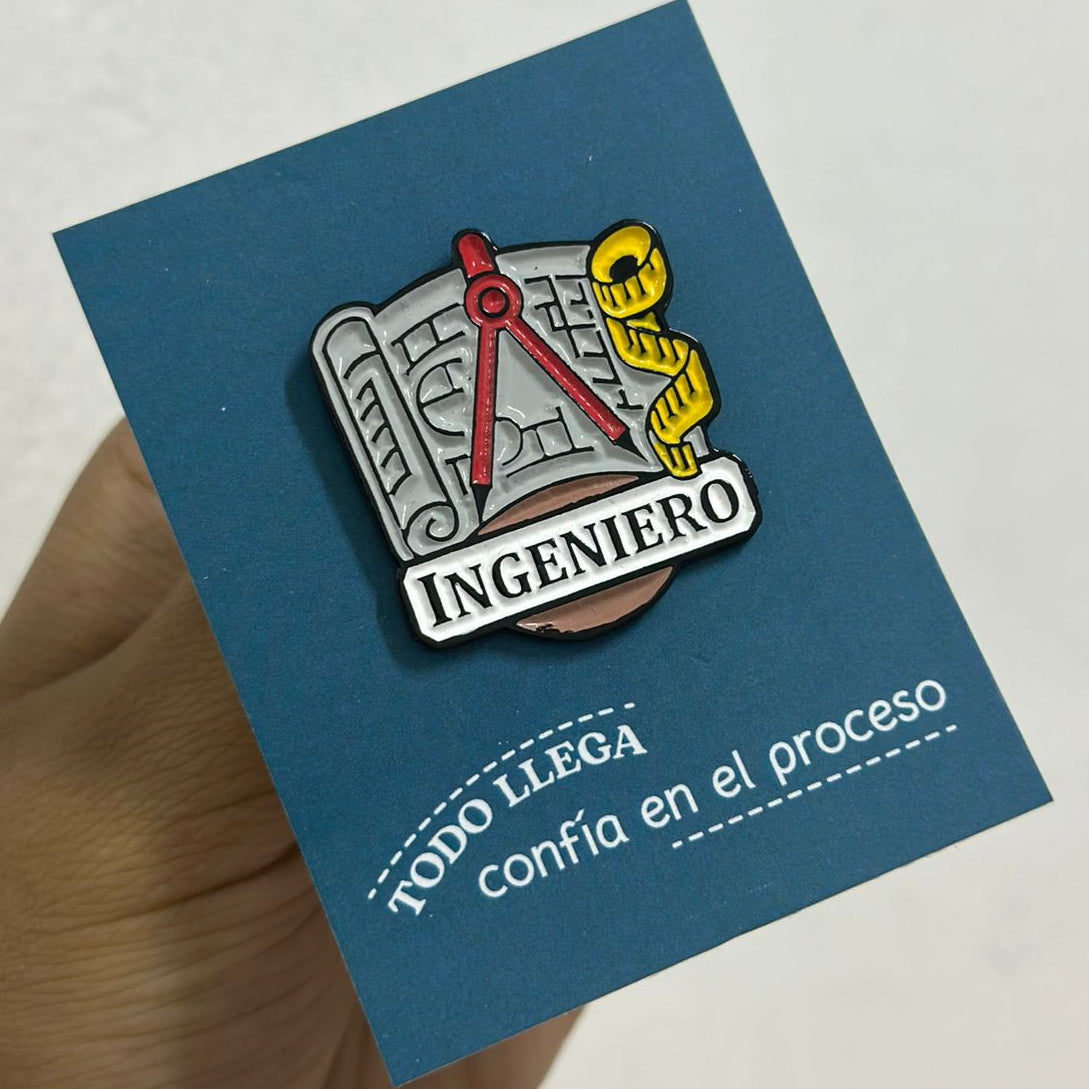 INGENIERO
TODO LLEGA
confía en el proceso